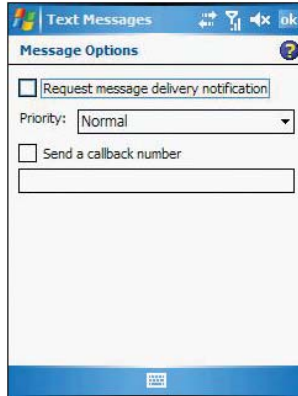 Text Messages ok
Message Options
Request message delivery notification
Priority: Normal
Send a callback number